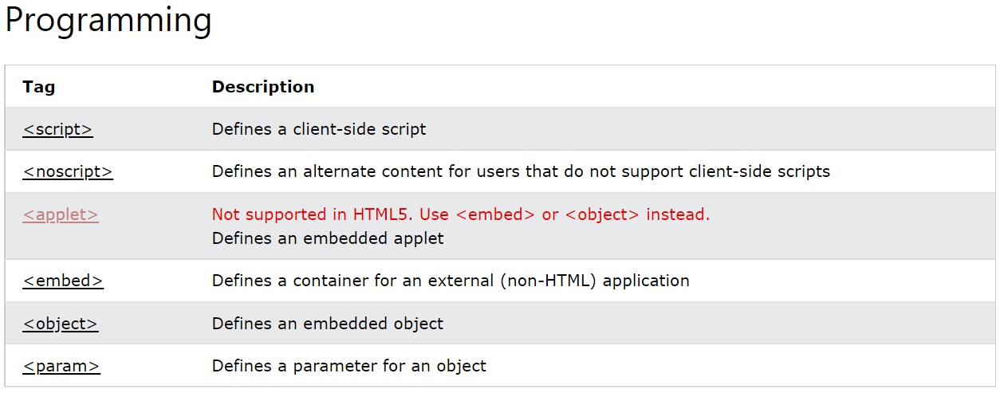 Programming
Tag Description
<script> Defines a client-side script
<noscript> Defines an alternate content for users that do not support client-side scripts
<applet> Not supported in HTML5. Use <embed> or <object> instead.
Defines an embedded applet
<embed> Defines a container for an external (non-HTML) application
<object> Defines an embedded object
<param> Defines a parameter for an object